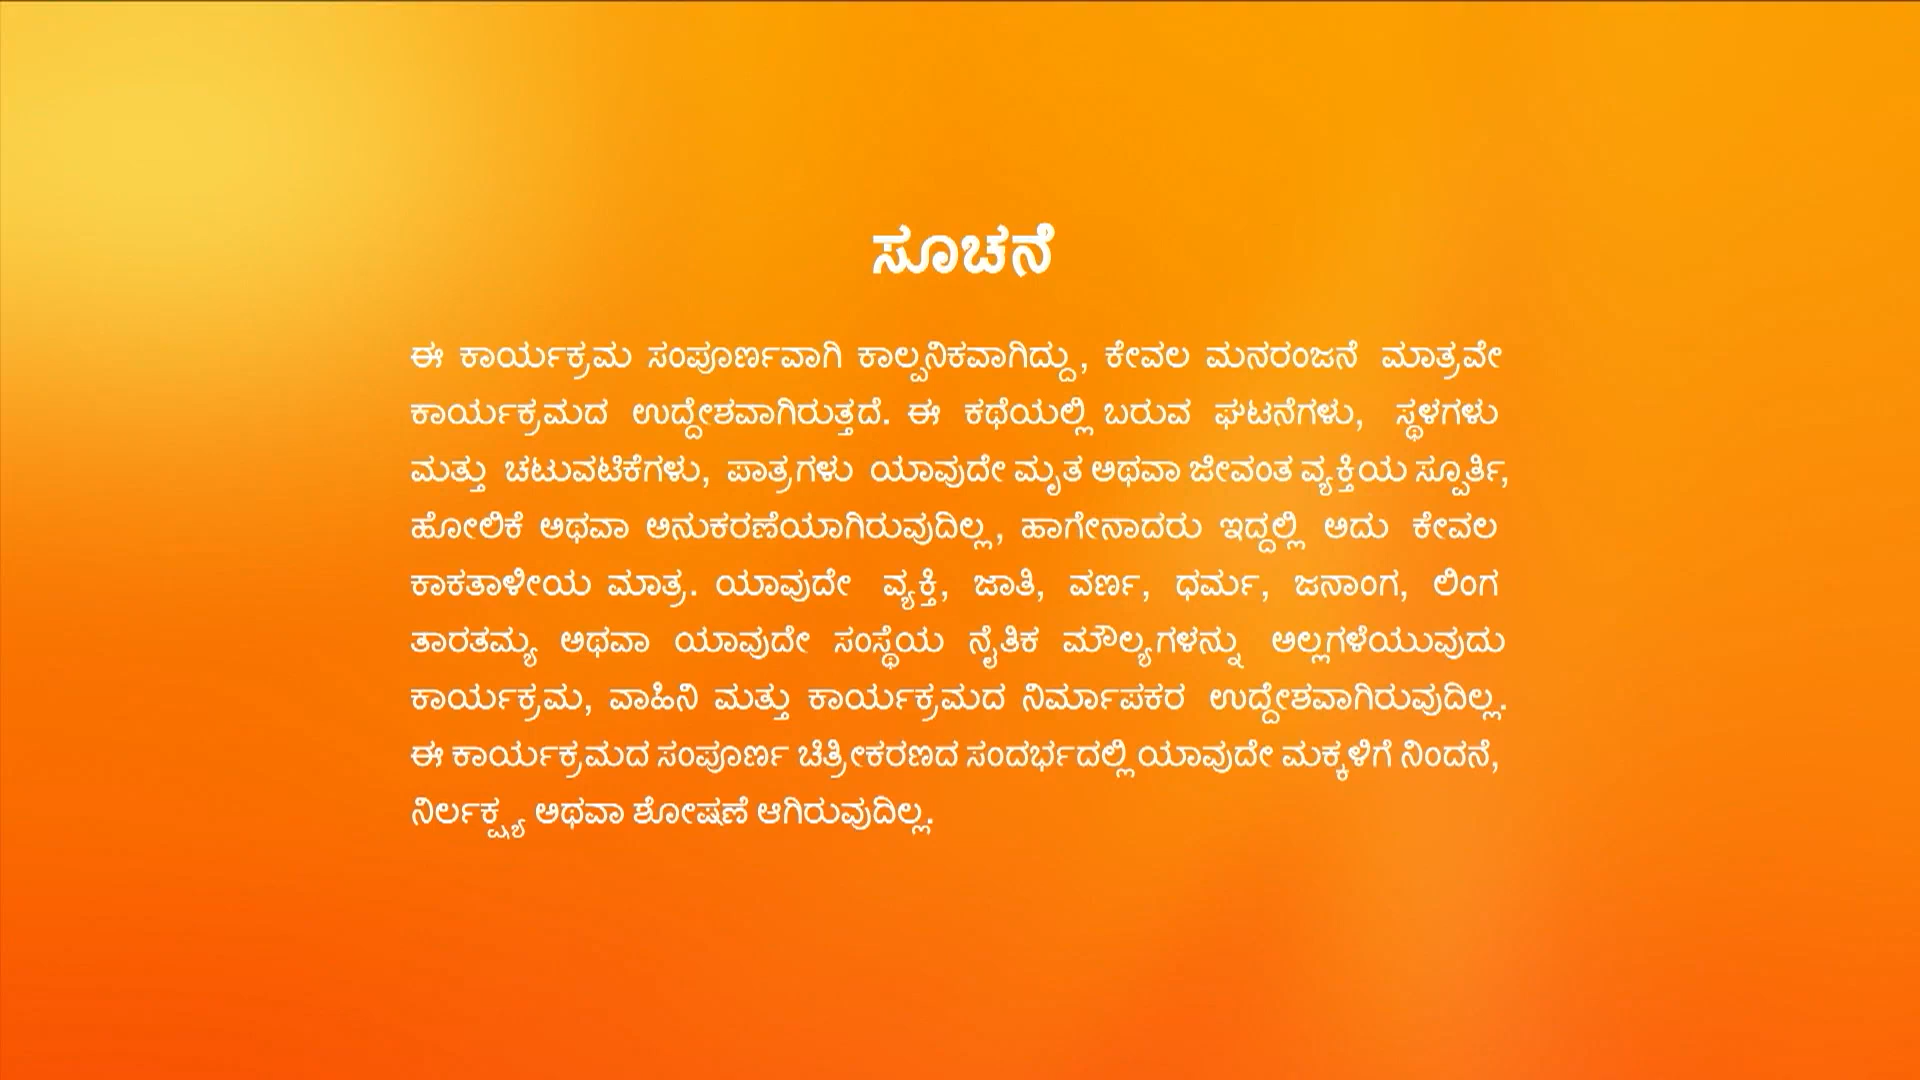 ಸೂಚನೆ
ಈ ಕಾರ್ಯಕ್ರಮ ಸಂಪೂರ್ಣವಾಗಿ ಕಾಲ್ಪನಿಕವಾಗಿದ್ದು, ಕೇವಲ ಮನರಂಜನೆ ಮಾತ್ರವೇ
ಕಾರ್ಯಕ್ರಮದ ಉದ್ದೇಶವಾಗಿರುತ್ತದೆ. ಈ ಕಥೆಯಲ್ಲಿ ಬರುವ ಘಟನೆಗಳು, ಸ್ಥಳಗಳು
ಮತ್ತು ಚಟುವಟಿಕೆಗಳು, ಪಾತ್ರಗಳು ಯಾವುದೇ ಮೃತ ಅಥವಾ ಜೀವಂತ ವ್ಯಕ್ತಿಯ ಸ್ಪೂರ್ತಿ,
ಹೋಲಿಕೆ ಅಥವಾ ಅನುಕರಣೆಯಾಗಿರುವುದಿಲ್ಲ, ಹಾಗೇನಾದರು ಇದ್ದಲ್ಲಿ ಅದು ಕೇವಲ
ಕಾಕತಾಳೀಯ ಮಾತ್ರ. ಯಾವುದೇ ವ್ಯಕ್ತಿ, ಜಾತಿ, ವರ್ಣ, ಧರ್ಮ, ಜನಾಂಗ, ಲಿಂಗ
ತಾರತಮ್ಯ ಅಥವಾ ಯಾವುದೇ ಸಂಸ್ಥೆಯ ನೈತಿಕ ಮೌಲ್ಯಗಳನ್ನು ಅಲ್ಲಗಳೆಯುವುದು
ಕಾರ್ಯಕ್ರಮ, ವಾಹಿನಿ ಮತ್ತು ಕಾರ್ಯಕ್ರಮದ ನಿರ್ಮಾಪಕರ ಉದ್ದೇಶವಾಗಿರುವುದಿಲ್ಲ.
ಈ ಕಾರ್ಯಕ್ರಮದ ಸಂಪೂರ್ಣ ಚಿತ್ರೀಕರಣದ ಸಂದರ್ಭದಲ್ಲಿ ಯಾವುದೇ ಮಕ್ಕಳಿಗೆ ನಿಂದನೆ,
ನಿರ್ಲಕ್ಷ್ಯ ಅಥವಾ ಶೋಷಣೆ ಆಗಿರುವುದಿಲ್ಲ.